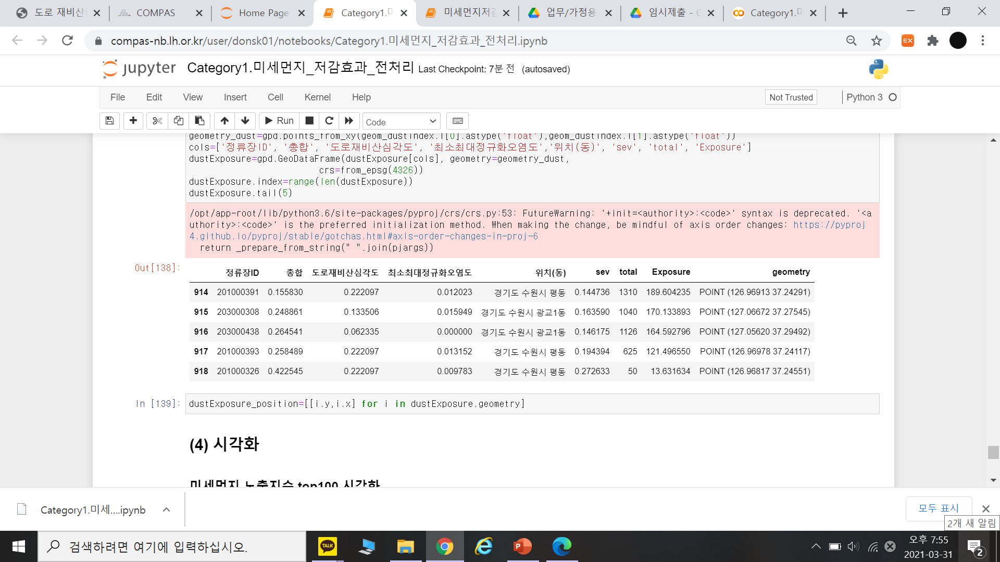 도로 재비산
COMPAS
Home Page
Category1.미
미세먼지저감
업무/가정용
임시제출 - G
Category1.미
compas-nb.lh.or.kr/user/donsk01/notebooks/Category1.미세먼지_저감효과_전처리.ipynb
EX
jupyter Category1.미세먼지_저감효과_전처리 Last Checkpoint: 7분 전 (autosaved)
File Edit View Insert Cell Kernel Help
Not Trusted
Python 3
Run
Code
geometry_dust=gpd.points_from_xy(geom_dustindex.T[0].astype('float'),geom_dustindex.T[1].astype('float'))
cols=['정류장ID', '총합', '도로재비산심각도', '최소최대정규화오염도','위치(동)', 'sev', 'total', 'Exposure']
dustExposure=gpd.GeoDataFrame(dustExposure[cols], geometry=geometry_dust,
crs=from_epsg(4326))
dustExposure.index=range(len(dustExposure))
dustExposure.tail(5)
/opt/app-root/lib/python3.6/site-packages/pyproj/crs/crs.py:53: FutureWarning: '+init=<authority>:<code>' syntax is deprecated. '<a
uthority>:<code>' is the preferred initialization method. When making the change, be mindful of axis order changes: https://pyproj
4.github.io/pyproj/stable/gotchas.html#axis-order-changes-in-proj-6
return _prepare_from_string(" ".join(pjargs))
Out[138]:
정류장ID 총합 도로재비산심각도 최소최대정규화오염도 위치(동) sev total Exposure geometry
914 201000391 0.155830 0.222097 0.012023 경기도 수원시 평동 0.144736 1310 189.604235 POINT (126.96913 37.24291)
915 203000308 0.248861 0.133506 0.015949 경기도 수원시 광교1동 0.163590 1040 170.133893 POINT (127.06672 37.27545)
916 203000438 0.264541 0.062335 0.000000 경기도 수원시 광교1동 0.146175 1126 164.592796 POINT (127.05620 37.29492)
917 201000393 0.258489 0.222097 0.013152 경기도 수원시 평동 0.194394 625 121.496550 POINT (126.96978 37.24117)
918 201000326 0.422545 0.222097 0.009783 경기도 수원시 평동 0.272633 50 13.631634 POINT (126.96817 37.24551)
In [139]: dustExposure_position=[[i.y,i.x] for i in dustExposure.geometry]
(4) 시각화
미세먼지 노출지수 top100 시각화
Category1.미세....ipynb
모두 표시
2개 새 알림
검색하려면 여기에 입력하십시오.
TALK
P
오후 7:55
2021-03-31
2